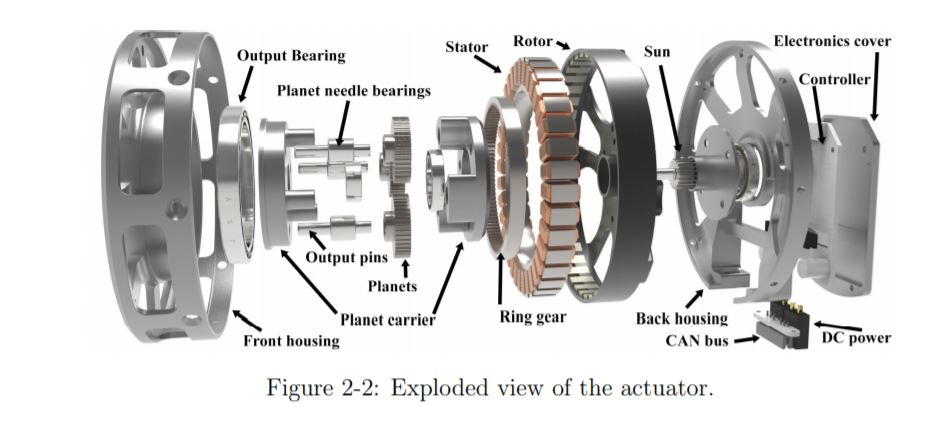 Output Bearing
Planet needle bearings
Stator
Rotor
Sun
Electronics cover
Controller
Output pins
Planets
Planet carrier
Front housing
Ring gear
Back housing
CAN bus
DC power
Figure 2-2: Exploded view of the actuator.